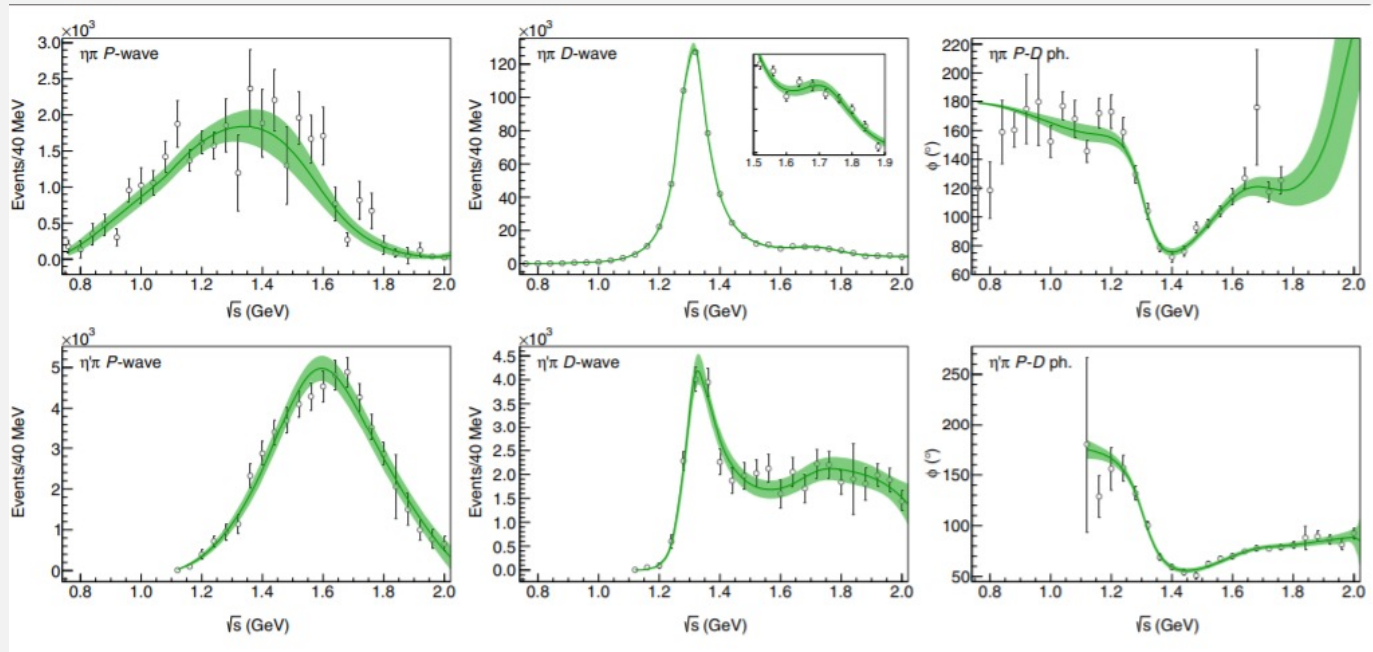 ×10³
ηπ P-wave
3.0
2.5
2.0
1.5
1.0
0.5
0.0
Events/40 MeV
0.8 1.0 1.2 1.4 1.6 1.8 2.0
√s (GeV)
×10³
ηπ D-wave
120
100
80
60
40
20
0
Events/40 MeV
1.5 1.6 1.7 1.8 1.9
0.8 1.0 1.2 1.4 1.6 1.8 2.0
√s (GeV)
ηπ P-D ph.
220
200
180
160
140
120
100
80
60
ϕ (°)
0.8 1.0 1.2 1.4 1.6 1.8 2.0
√s (GeV)
×10³
η'π P-wave
5
4
3
2
1
0
Events/40 MeV
0.8 1.0 1.2 1.4 1.6 1.8 2.0
√s (GeV)
×10³
η'π D-wave
4.5
4.0
3.5
3.0
2.5
2.0
1.5
1.0
0.5
0.0
Events/40 MeV
0.8 1.0 1.2 1.4 1.6 1.8 2.0
√s (GeV)
η'π P-D ph.
250
200
150
100
50
ϕ (°)
0.8 1.0 1.2 1.4 1.6 1.8 2.0
√s (GeV)